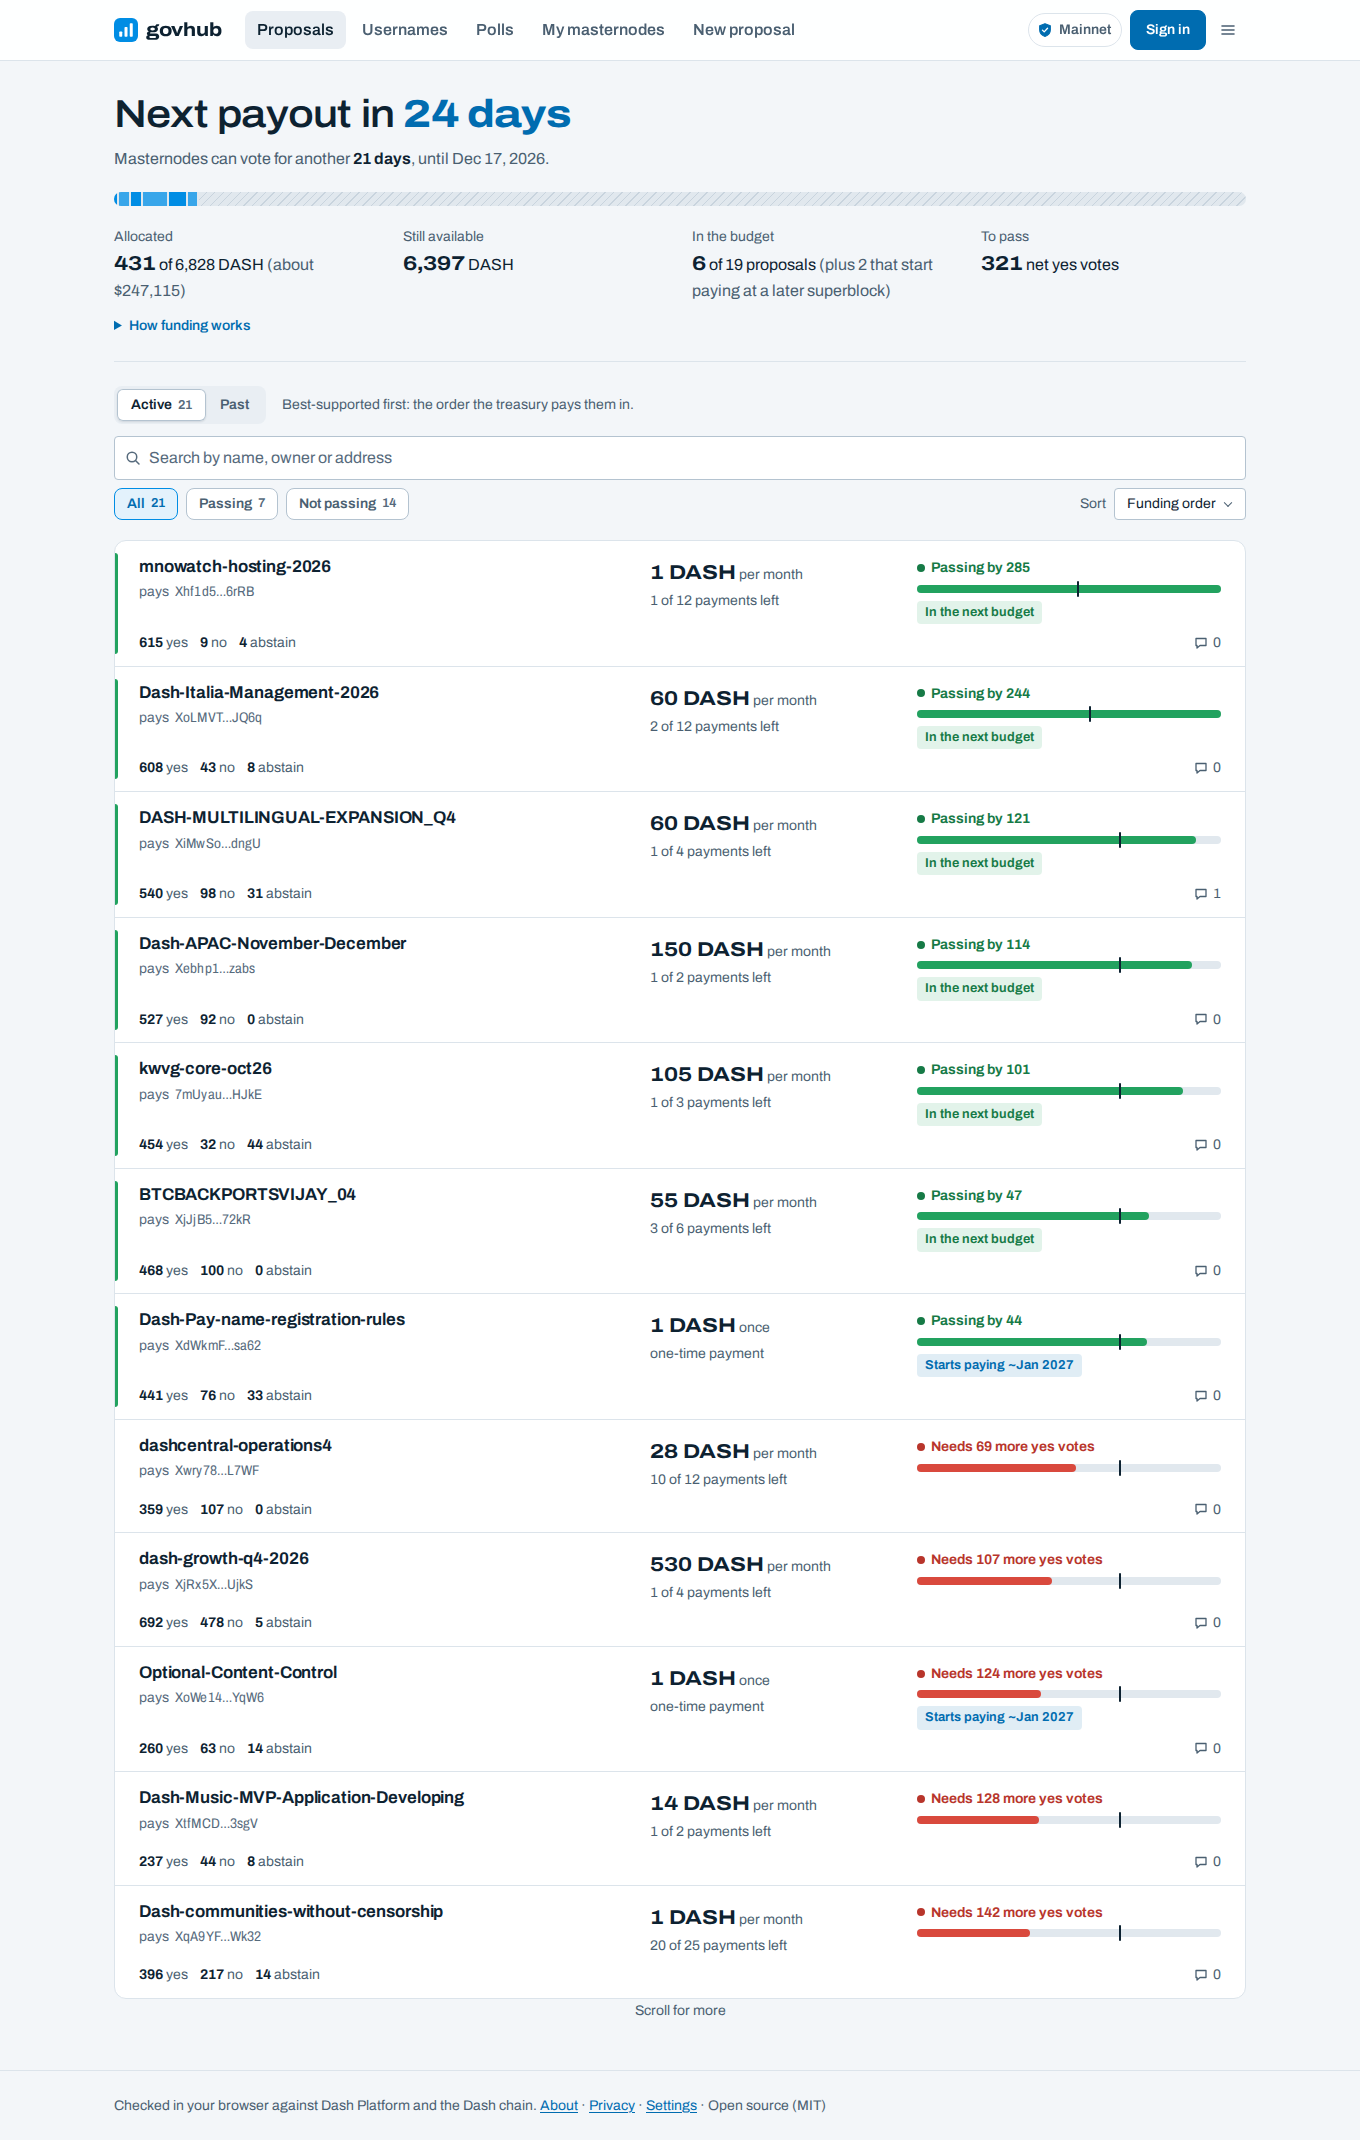 govhub Proposals Usernames Polls My masternodes New proposal Mainnet Sign in
Next payout in 24 days
Masternodes can vote for another 21 days, until Dec 17, 2026.
Allocated Still available In the budget To pass
431 of 6,828 DASH (about 6,397 DASH 6 of 19 proposals (plus 2 that start 321 net yes votes
$247,115) paying at a later superblock)
How funding works
Active 21 Past Best-supported first: the order the treasury pays them in.
Search by name, owner or address
All 21 Passing 7 Not passing 14 Sort Funding order
mnowatch-hosting-2026 1 DASH per month Passing by 285
pays Xhf1d5...6rRB 1 of 12 payments left In the next budget
615 yes 9 no 4 abstain 0
Dash-Italia-Management-2026 60 DASH per month Passing by 244
pays XoLMVT...JQ6q 2 of 12 payments left In the next budget
608 yes 43 no 8 abstain 0
DASH-MULTILINGUAL-EXPANSION_Q4 60 DASH per month Passing by 121
pays XiMwSo...dngU 1 of 4 payments left In the next budget
540 yes 98 no 31 abstain 1
Dash-APAC-November-December 150 DASH per month Passing by 114
pays Xebhp1...zabs 1 of 2 payments left In the next budget
527 yes 92 no 0 abstain 0
kwvg-core-oct26 105 DASH per month Passing by 101
pays 7mUyau...HJkE 1 of 3 payments left In the next budget
454 yes 32 no 44 abstain 0
BTCBACKPORTSVIJAY_04 55 DASH per month Passing by 47
pays XjJjB5...72kR 3 of 6 payments left In the next budget
468 yes 100 no 0 abstain 0
Dash-Pay-name-registration-rules 1 DASH once Passing by 44
pays XdWkmF...sa62 one-time payment Starts paying ~Jan 2027
441 yes 76 no 33 abstain 0
dashcentral-operations4 28 DASH per month Needs 69 more yes votes
pays Xwry78...L7WF 10 of 12 payments left
359 yes 107 no 0 abstain 0
dash-growth-q4-2026 530 DASH per month Needs 107 more yes votes
pays XjRx5X...UjkS 1 of 4 payments left
692 yes 478 no 5 abstain 0
Optional-Content-Control 1 DASH once Needs 124 more yes votes
pays XoWe14...YqW6 one-time payment Starts paying ~Jan 2027
260 yes 63 no 14 abstain 0
Dash-Music-MVP-Application-Developing 14 DASH per month Needs 128 more yes votes
pays XtfMCD...3sgV 1 of 2 payments left
237 yes 44 no 8 abstain 0
Dash-communities-without-censorship 1 DASH per month Needs 142 more yes votes
pays XqA9YF...Wk32 20 of 25 payments left
396 yes 217 no 14 abstain 0
Scroll for more
Checked in your browser against Dash Platform and the Dash chain. About · Privacy · Settings · Open source (MIT)